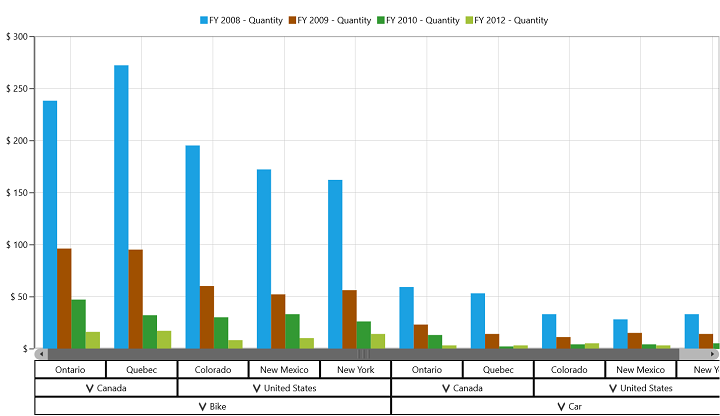 FY 2008 - Quantity FY 2009 - Quantity FY 2010 - Quantity FY 2012 - Quantity
$ 300
$ 250
$ 200
$ 150
$ 100
$ 50
$ -
Ontario Quebec Colorado New Mexico New York Ontario Quebec Colorado New Mexico New Y
Canada United States Canada United States
Bike Car